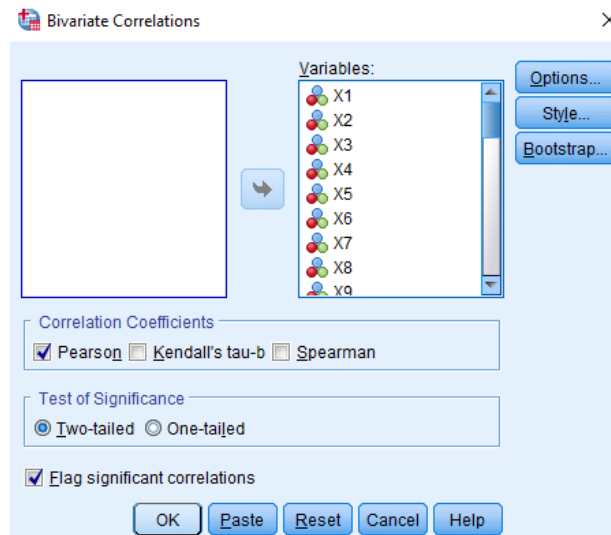 Bivariate Correlations
Variables:
X1
X2
X3
X4
X5
X6
X7
X8
X9
Options...
Style...
Bootstrap...
Correlation Coefficients
Pearson Kendall's tau-b Spearman
Test of Significance
Two-tailed One-tailed
Flag significant correlations
OK Paste Reset Cancel Help